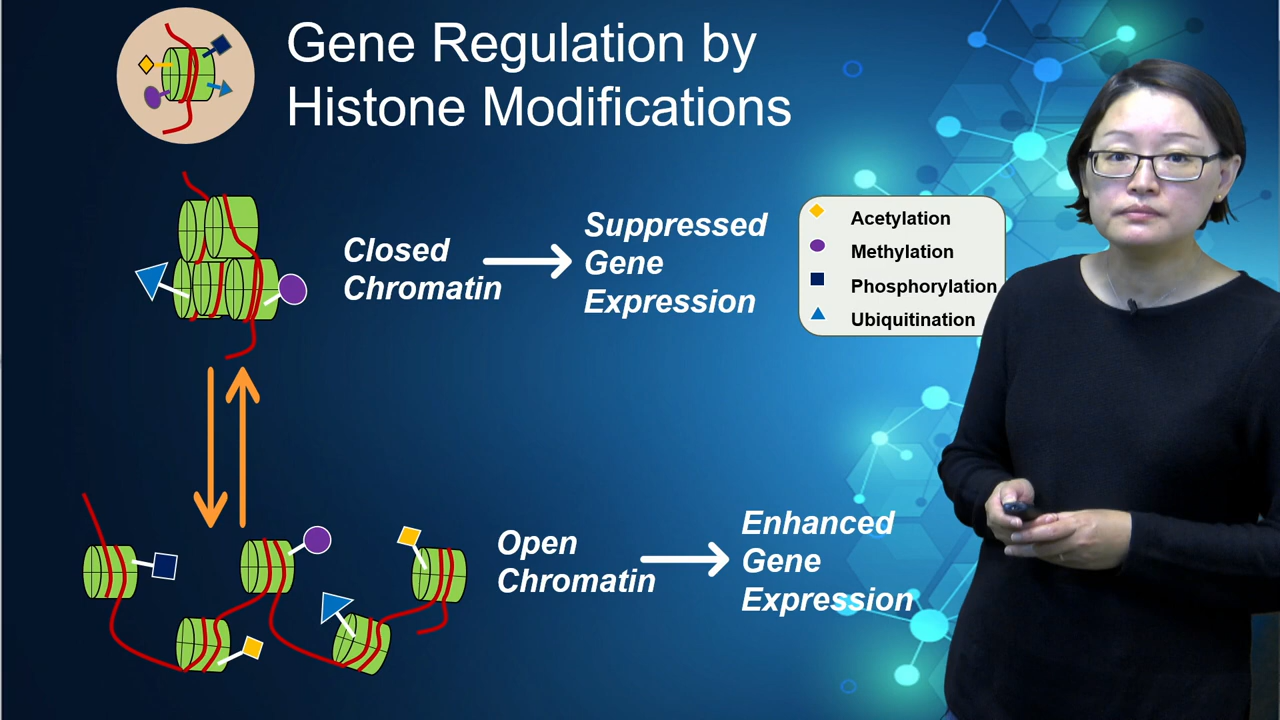 Gene Regulation by
Histone Modifications
Closed
Chromatin
Suppressed
Gene
Expression
Acetylation
Methylation
Phosphorylation
Ubiquitination
Open
Chromatin
Enhanced
Gene
Expression